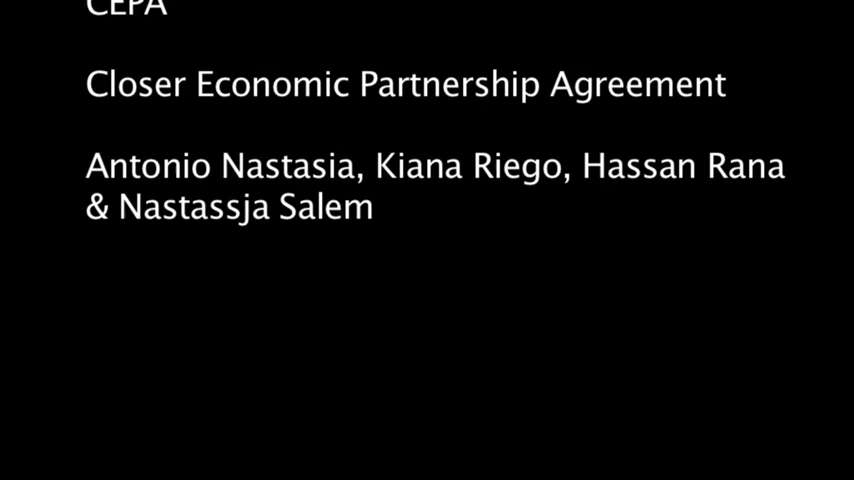 CEPA
Closer Economic Partnership Agreement
Antonio Nastasia, Kiana Riego, Hassan Rana
& Nastassja Salem